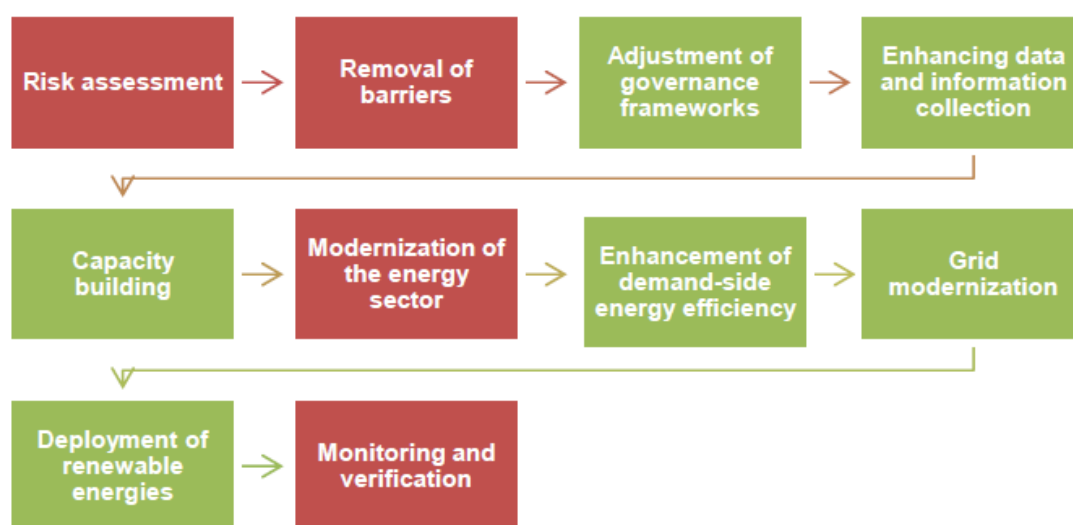 Risk assessment
Removal of
barriers
Adjustment of
governance
frameworks
Enhancing data
and information
collection
Capacity
building
Modernization of
the energy
sector
Enhancement of
demand-side
energy efficiency
Grid
modernization
Deployment of
renewable
energies
Monitoring and
verification